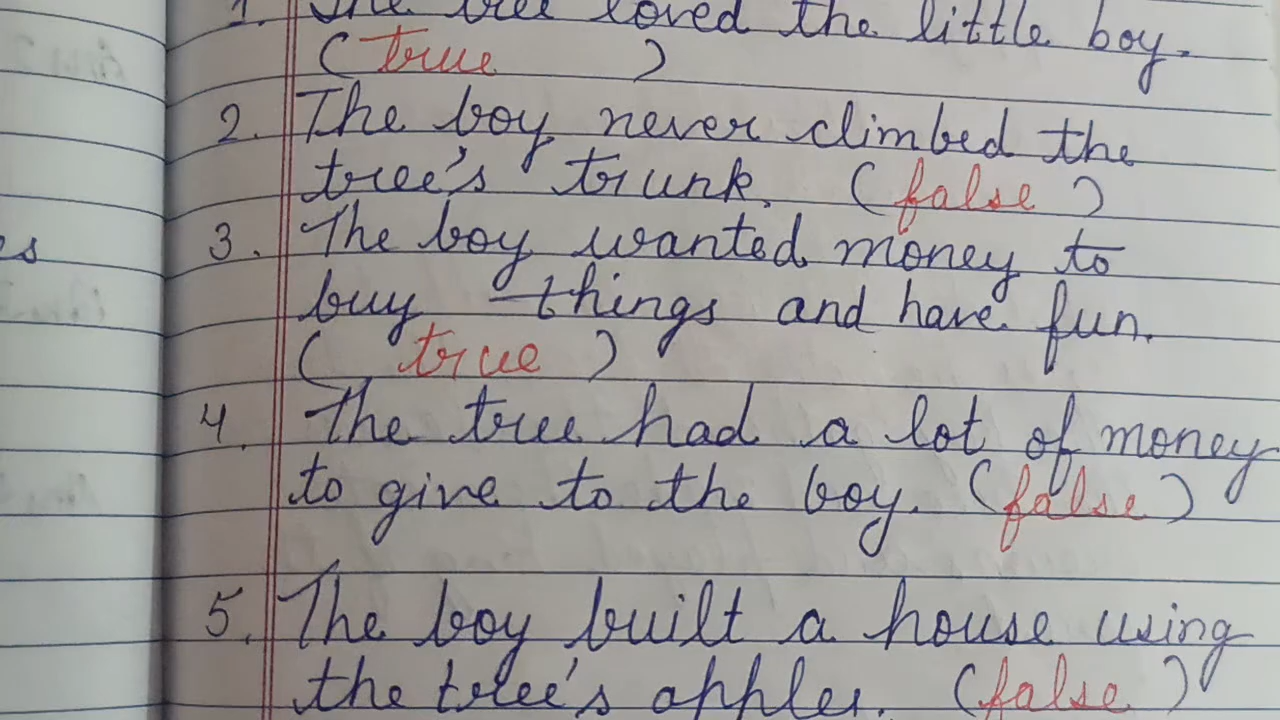 1. The tree loved the little boy.
( true )
2. The boy never climbed the
tree's trunk. ( false )
es
3. The boy wanted money to
buy things and have fun.
( true )
4. The tree had a lot of money
to give to the boy. ( false )
5. The boy built a house using
the tree's apples. ( false )